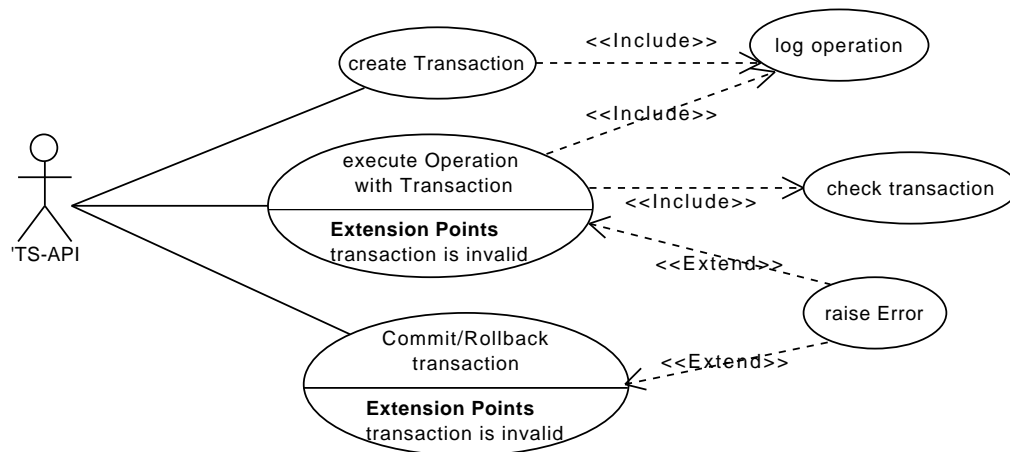 <<Include>>
log operation
create Transaction
<<Include>>
execute Operation
with Transaction
check transaction
<<Include>>
Extension Points
transaction is invalid
'TS-API
<<Extend>>
raise Error
Commit/Rollback
transaction
<<Extend>>
Extension Points
transaction is invalid